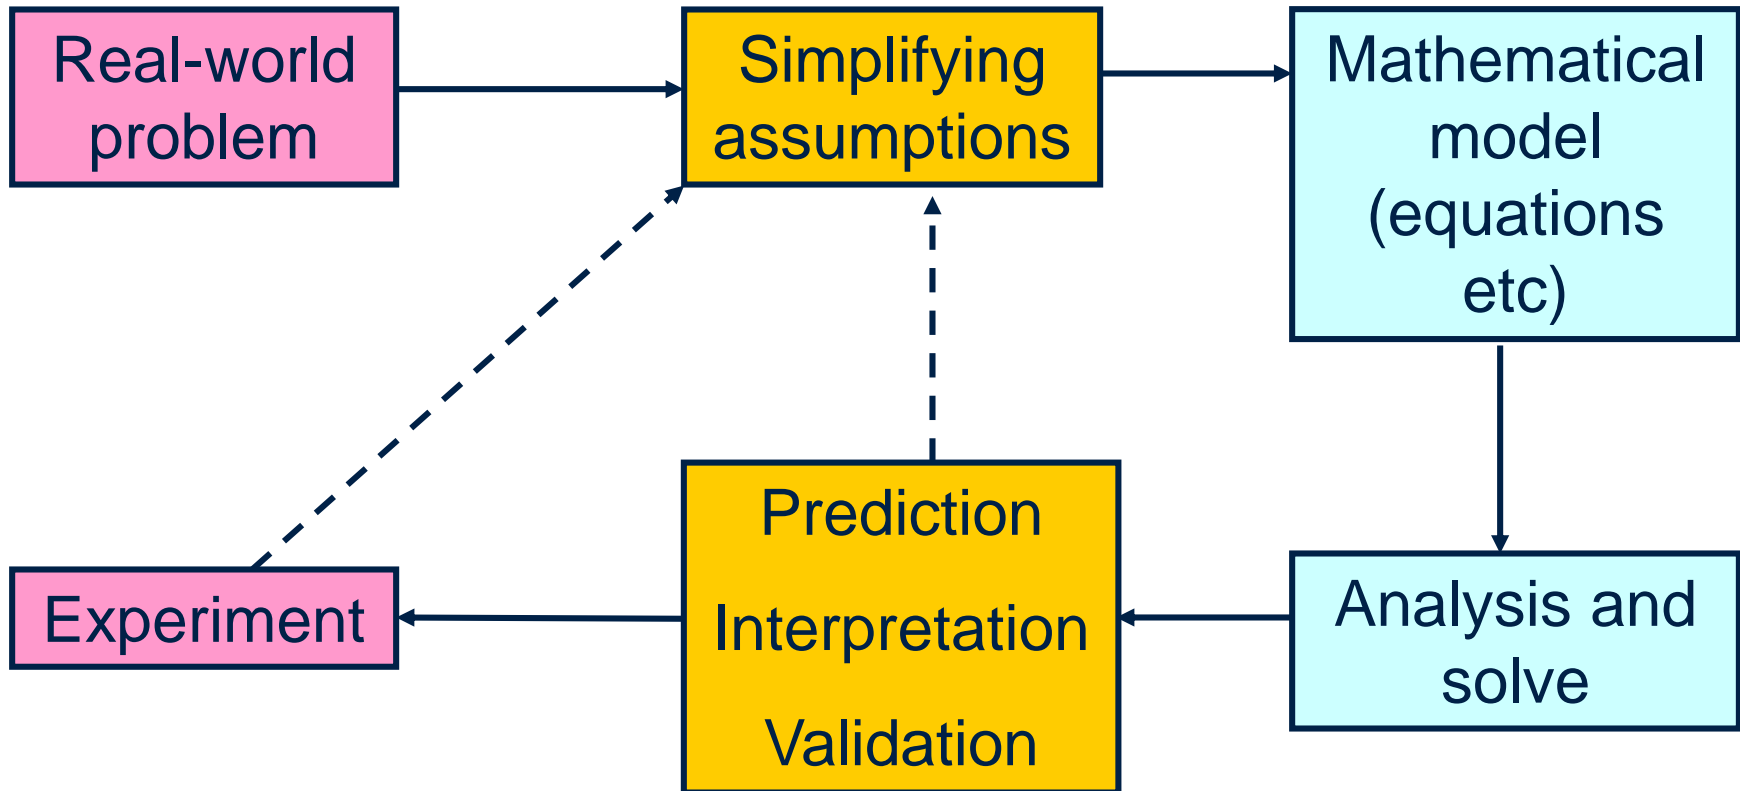 Real-world
problem
Simplifying
assumptions
Mathematical
model
(equations
etc)
Experiment
Prediction
Interpretation
Validation
Analysis and
solve